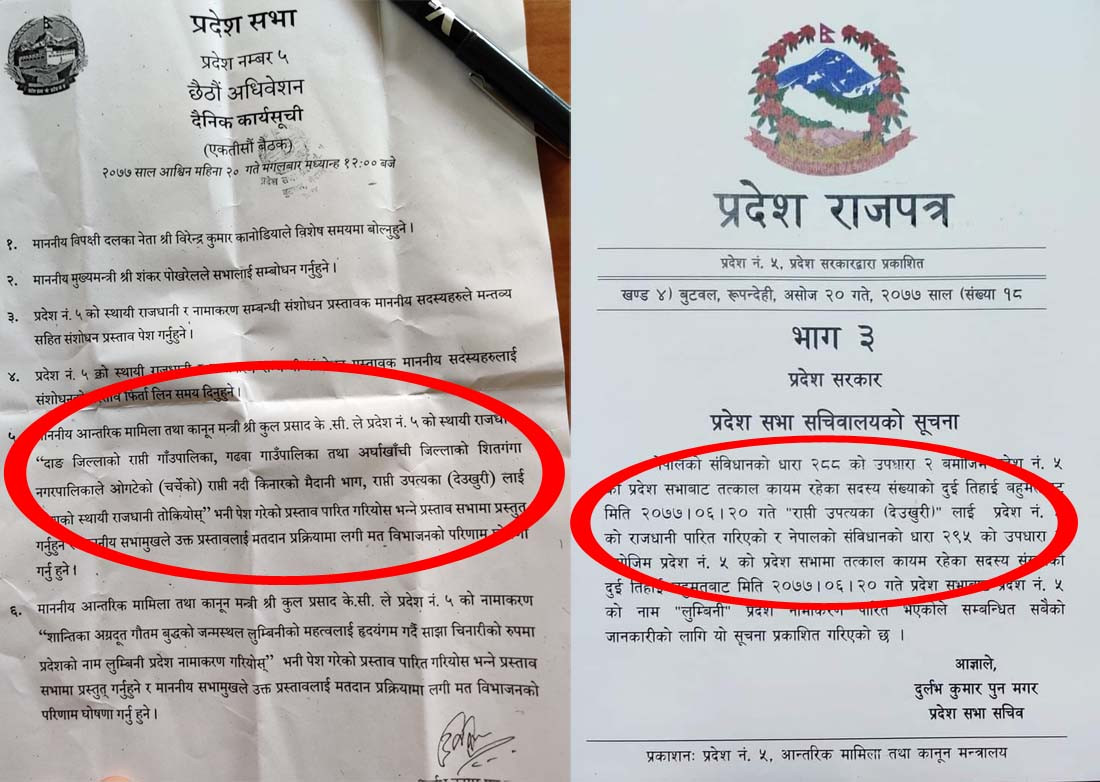 प्रदेश सभा
प्रदेश नम्बर ५
छैठौं अधिवेशन
दैनिक कार्यसूची
(एकतीसौं बैठक)
२०७७ साल आश्विन महिना २० गते मंगलबार मध्यान्ह १२:०० बजे
१. माननीय विपक्षी दलका नेता श्री विरेन्द्र कुमार कानोडियाले विशेष समयमा बोल्नुहुने।
२. माननीय मुख्यमन्त्री श्री शंकर पोखरेलले सभालाई सम्बोधन गर्नुहुने।
३. प्रदेश नं. ५ को स्थायी राजधानी र नामाकरण सम्बन्धी संशोधन प्रस्तावक माननीय सदस्यहरुले मन्तव्य
सहित संशोधन प्रस्ताव पेश गर्नुहुने।
४. प्रदेश नं. ५ को स्थायी राजधानी प्रस्तावक माननीय सदस्यहरुलाई
फिर्ता लिन समय दिनुहुने।
माननीय आन्तरिक मामिला तथा कानून मन्त्री श्री कुल प्रसाद के .सी. ले प्रदेश नं. ५ को स्थायी
"दाङ जिल्लाको राप्ती गाँउपालिका, गढवा गाउँपालिका तथा अर्घाखाँची जिल्लाको शितगंगा
नगरपालिकाले ओगटेको (चर्चेको) राप्ती नदी किनारको मैदानी भाग, राप्ती उपत्यका (देउखुरी) लाई
स्थायी राजधानी तोकियोस्" भनी पेश गरेको प्रस्ताव पारित गरियोस भन्ने प्रस्ताव सभामा प्रस्तुत
गर्नुहुने र माननीय सभामुखले उक्त प्रस्तावलाई मतदान प्रक्रियामा लगी मत विभाजनको परिणाम
गर्नु हुने।
६. माननीय आन्तरिक मामिला तथा कानून मन्त्री श्री कुल प्रसाद के.सी. ले प्रदेश नं. ५ को नामाकरण
"शान्तिका अग्रदूत गौतम बुद्धको जन्मस्थल लुम्बिनीको महत्वलाई हृदयंगम गर्दै साझा चिनारीको रुपमा
प्रदेशको नाम लुम्बिनी प्रदेश नामाकरण गरियोस्" भनी पेश गरेको प्रस्ताव पारित गरियोस भन्ने प्रस्ताव
सभामा प्रस्तुत् गर्नुहुने र माननीय सभामुखले उक्त प्रस्तावलाई मतदान प्रक्रियामा लगी मत विभाजनको
परिणाम घोषणा गर्नु हुने।
प्रदेश राजपत्र
प्रदेश नं. ५, प्रदेश सरकारद्वारा प्रकाशित
खण्ड ४) बुटवल, रूपन्देही, असोज २० गते, २०७७ साल (संख्या १८
भाग ३
प्रदेश सरकार
प्रदेश सभा सचिवालयको सूचना
नेपालको संविधानको धारा २८८ को उपधारा २ बमोजिम प्रदेश नं. ५
को प्रदेश सभाबाट तत्काल कायम रहेका सदस्य संख्याको दुई तिहाई
मिति २०७७।०६।२० गते "राप्ती उपत्यका (देउखुरी)" लाई प्रदेश नं.
को राजधानी पारित गरिएको र नेपालको संविधानको धारा २९५ को उपधारा
बमोजिम प्रदेश नं. ५ को प्रदेश सभामा तत्काल कायम रहेका सदस्य
दुई तिहाई बहुमतबाट मिति २०७७।०६।२० गते प्रदेश सभाबाट प्रदेश नं. ५
को नाम "लुम्बिनी" प्रदेश नामाकरण पारित भएकोले सम्बन्धित सबैको
जानकारीको लागि यो सूचना प्रकाशित गरिएको छ ।
आज्ञाले,
दुर्लभ कुमार पुन मगर
प्रदेश सभा सचिव
प्रकाशन: प्रदेश नं. ५, आन्तरिक मामिला तथा कानून मन्त्रालय